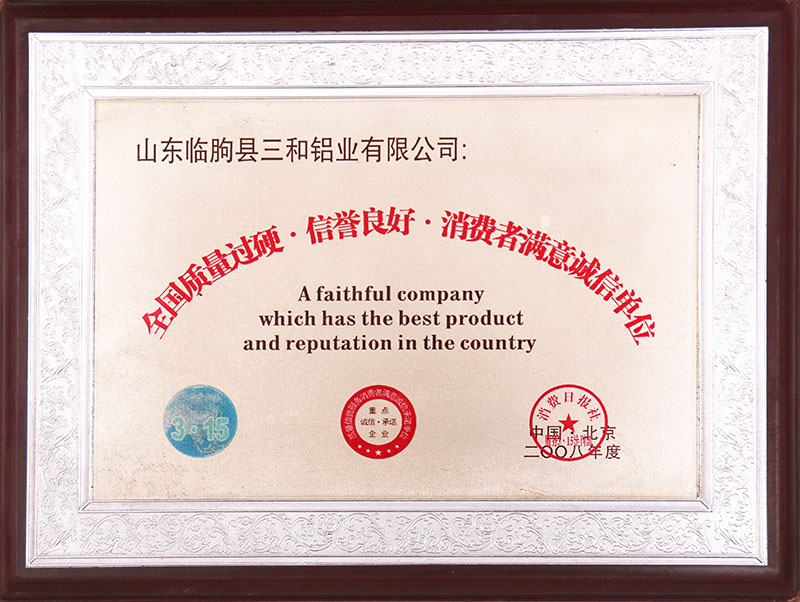 山东临朐县三和铝业有限公司:
全国质量过硬·信誉良好·消费者满意诚信单位
A faithful company
which has the best product
and reputation in the country
3·15
重点
诚信·承诺
企业
消费日报社
中国·北京
二〇〇八年度